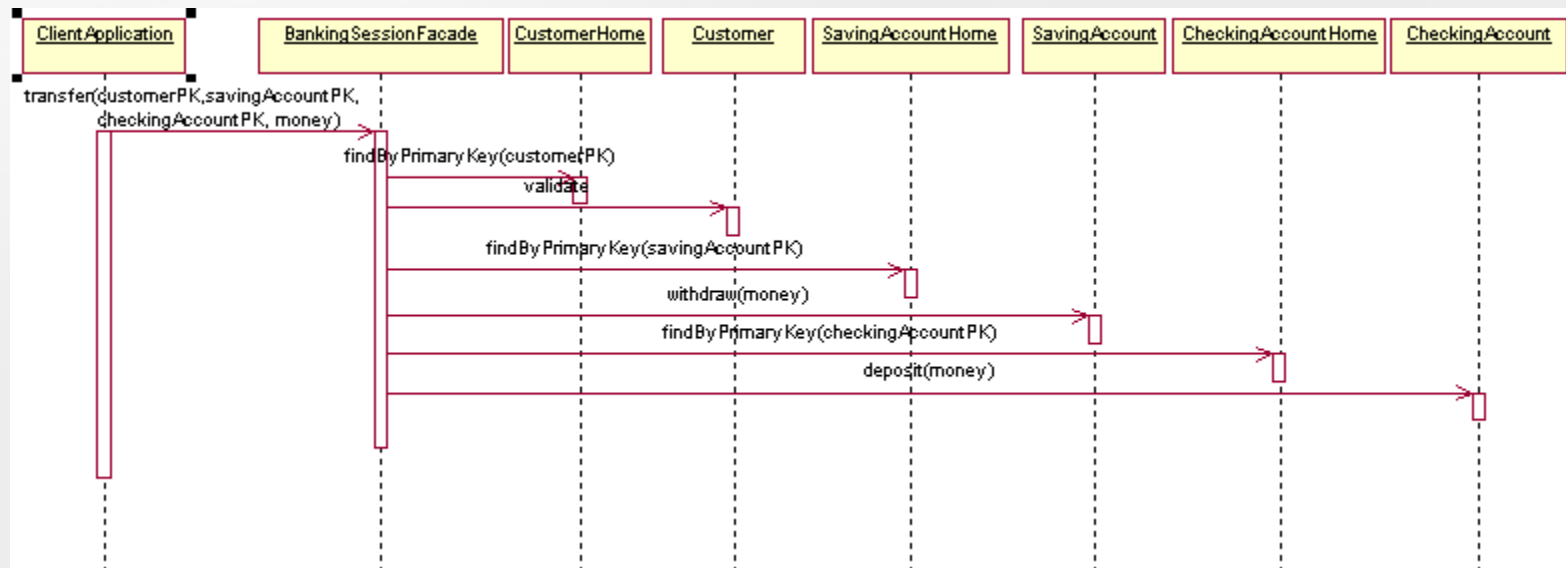 ClientApplication
BankingSessionFacade
CustomerHome
Customer
SavingAccountHome
SavingAccount
CheckingAccountHome
CheckingAccount
transfer(customerPK,savingAccountPK,
checkingAccountPK, money)
findByPrimaryKey(customerPK)
validate
findByPrimaryKey(savingAccountPK)
withdraw(money)
findByPrimaryKey(checkingAccountPK)
deposit(money)